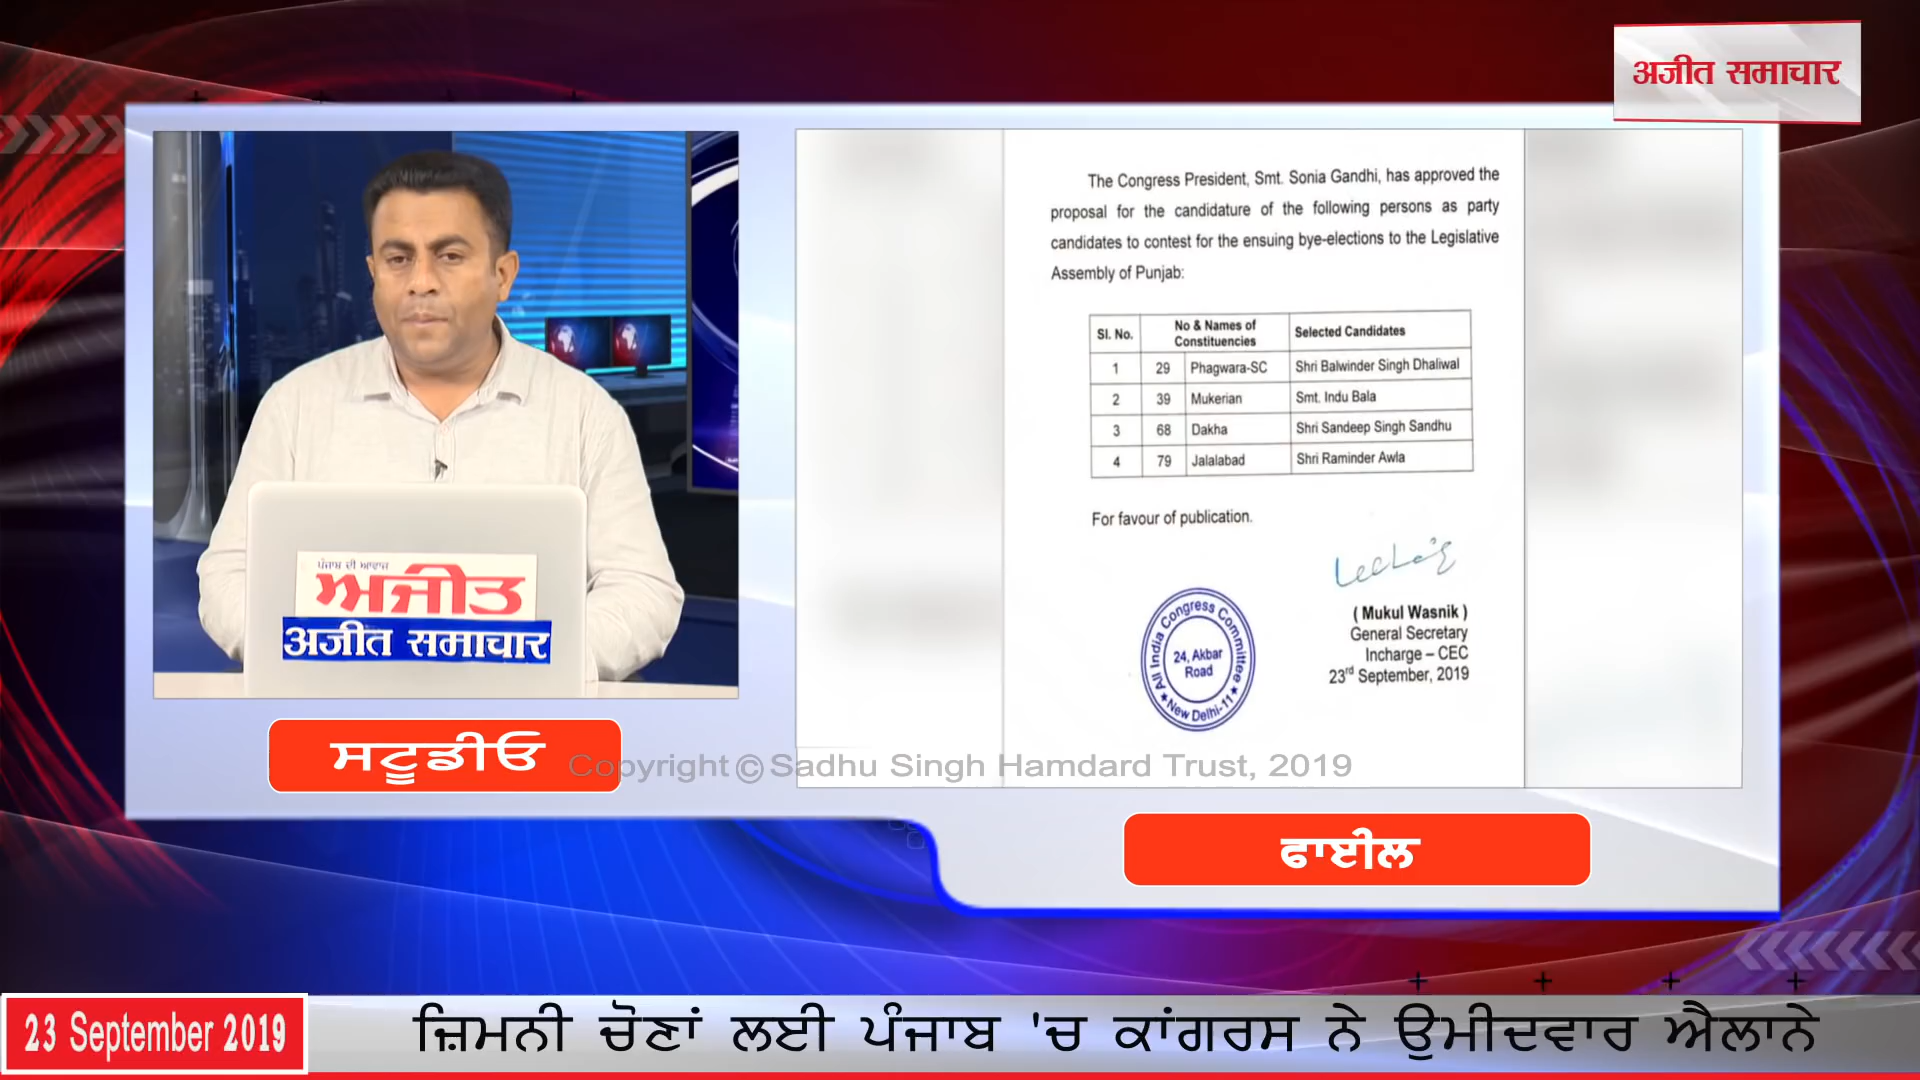 अजीत समाचार
The Congress President, Smt. Sonia Gandhi, has approved the
proposal for the candidature of the following persons as party
candidates to contest for the ensuing bye-elections to the Legislative
Assembly of Punjab:
Sl. No. No & Names of Constituencies Selected Candidates
1 29 Phagwara-SC Shri Balwinder Singh Dhaliwal
2 39 Mukerian Smt. Indu Bala
3 68 Dakha Shri Sandeep Singh Sandhu
4 79 Jalalabad Shri Raminder Awla
For favour of publication.
( Mukul Wasnik )
General Secretary
Incharge – CEC
23rd September, 2019
All India Congress Committee
24, Akbar
Road
New Delhi-11
ਪੰਜਾਬ ਦੀ ਆਵਾਜ਼
ਅਜੀਤ
अजीत समाचार
ਸਟੂਡੀਓ
Copyright © Sadhu Singh Hamdard Trust, 2019
ਫਾਈਲ
23 September 2019
ਜ਼ਿਮਨੀ ਚੋਣਾਂ ਲਈ ਪੰਜਾਬ 'ਚ ਕਾਂਗਰਸ ਨੇ ਉਮੀਦਵਾਰ ਐਲਾਨੇ